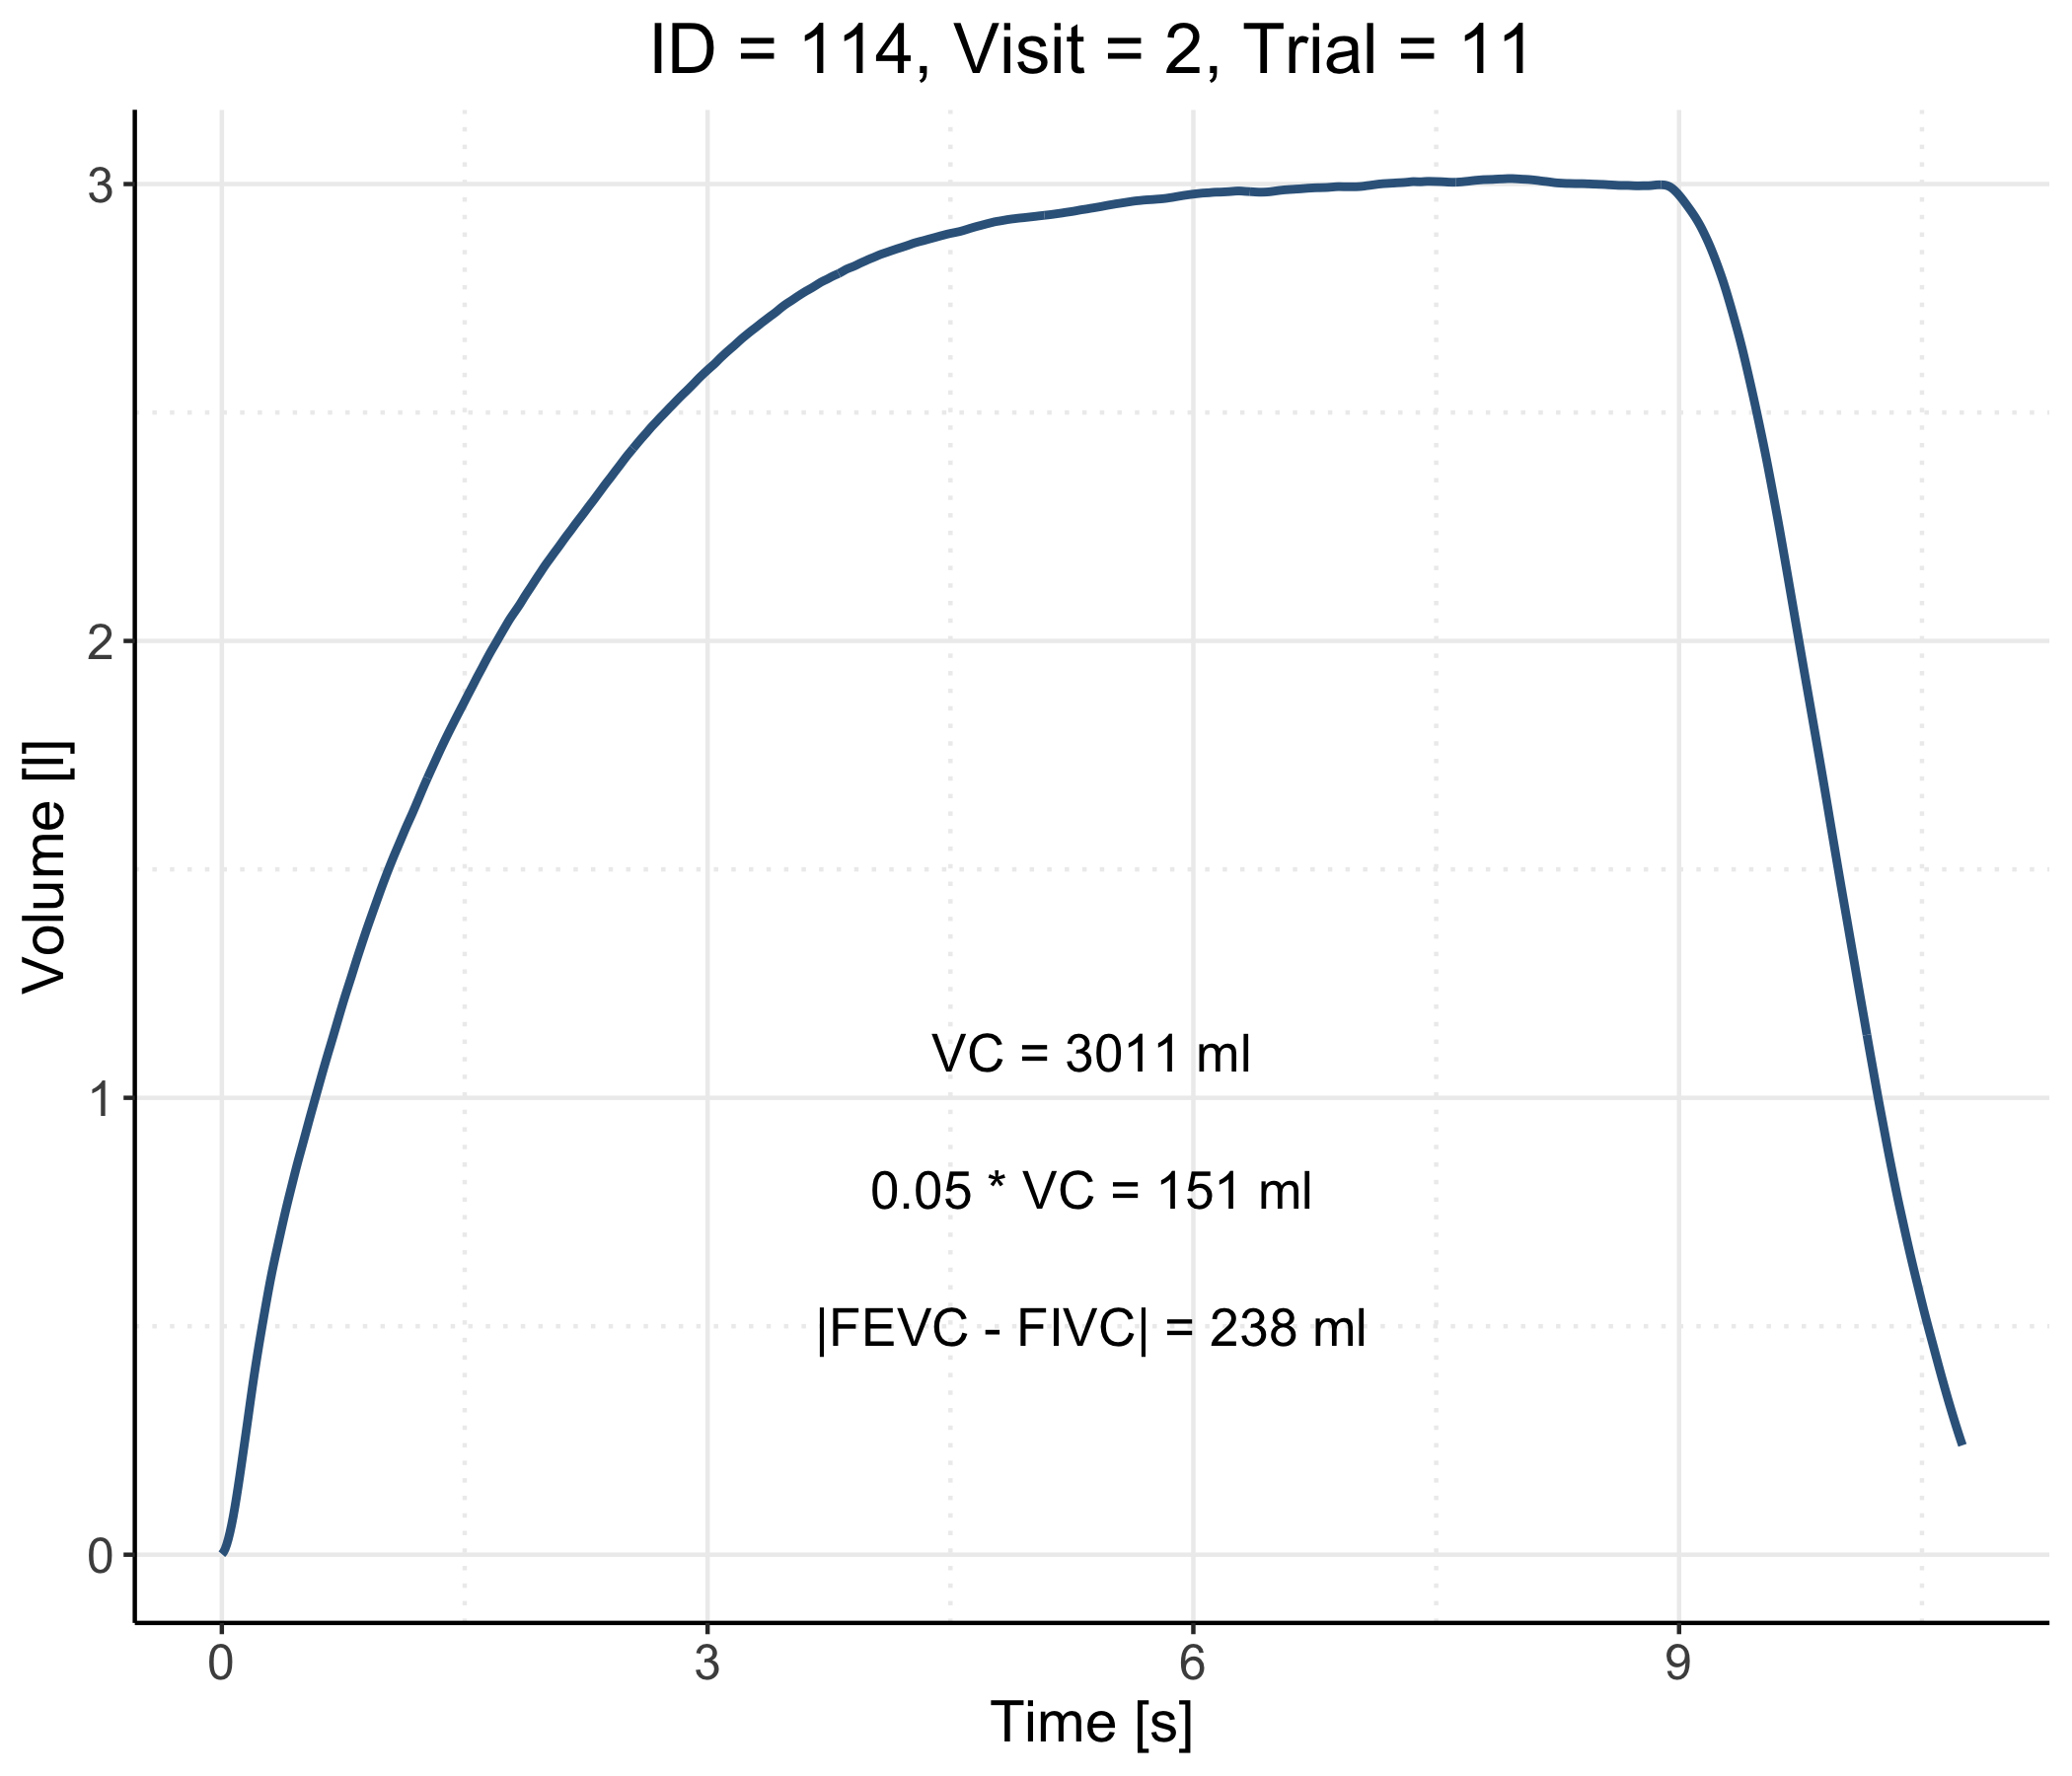 ID = 114, Visit = 2, Trial = 11
3
2
1
0
Volume [l]
VC = 3011 ml
0.05 * VC = 151 ml
|FEVC - FIVC| = 238 ml
0 3 6 9
Time [s]